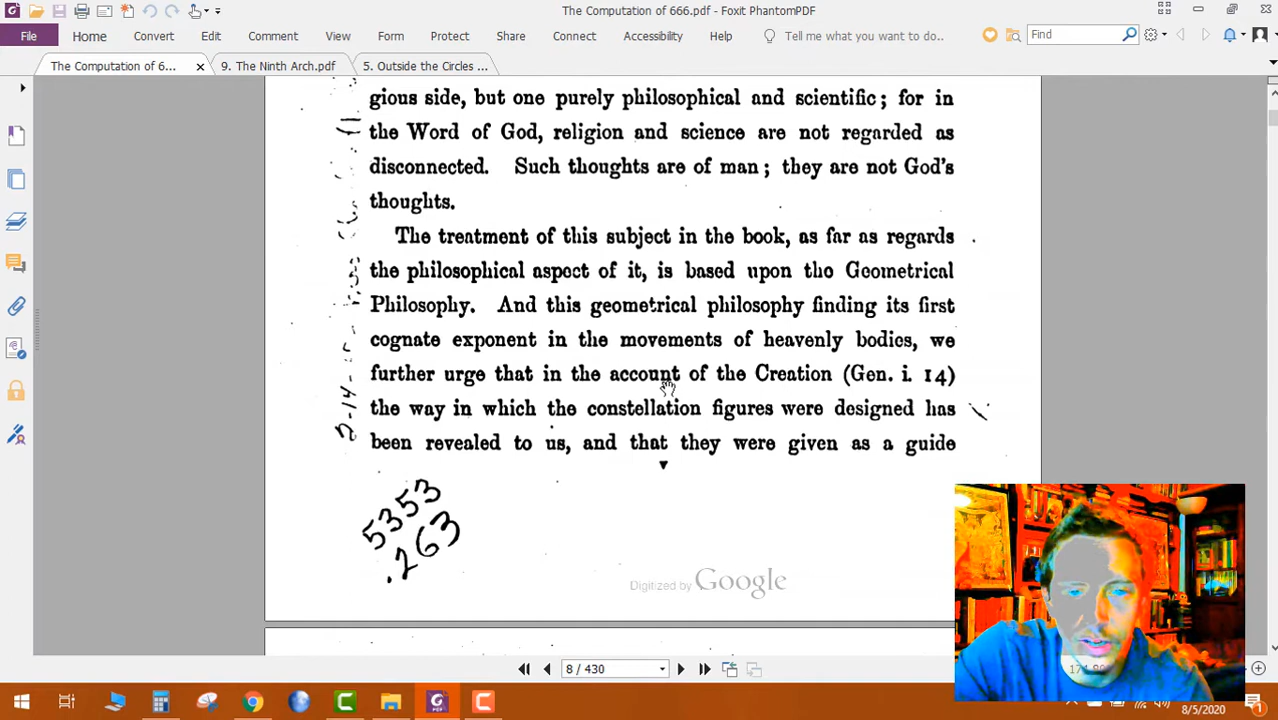 The Computation of 666.pdf - Foxit PhantomPDF
File Home Convert Edit Comment View Form Protect Share Connect Accessibility Help Tell me what you want to do.. Find
The Computation of 6... 9. The Ninth Arch.pdf 5. Outside the Circles ...
gious side, but one purely philosophical and scientific; for in
the Word of God, religion and science are not regarded as
disconnected. Such thoughts are of man; they are not God's
thoughts.
The treatment of this subject in the book, as far as regards
the philosophical aspect of it, is based upon the Geometrical
Philosophy. And this geometrical philosophy finding its first
cognate exponent in the movements of heavenly bodies, we
further urge that in the account of the Creation (Gen. i. 14)
the way in which the constellation figures were designed has
been revealed to us, and that they were given as a guide
5353
.263
Digitized by Google
8 / 430
8/5/2020